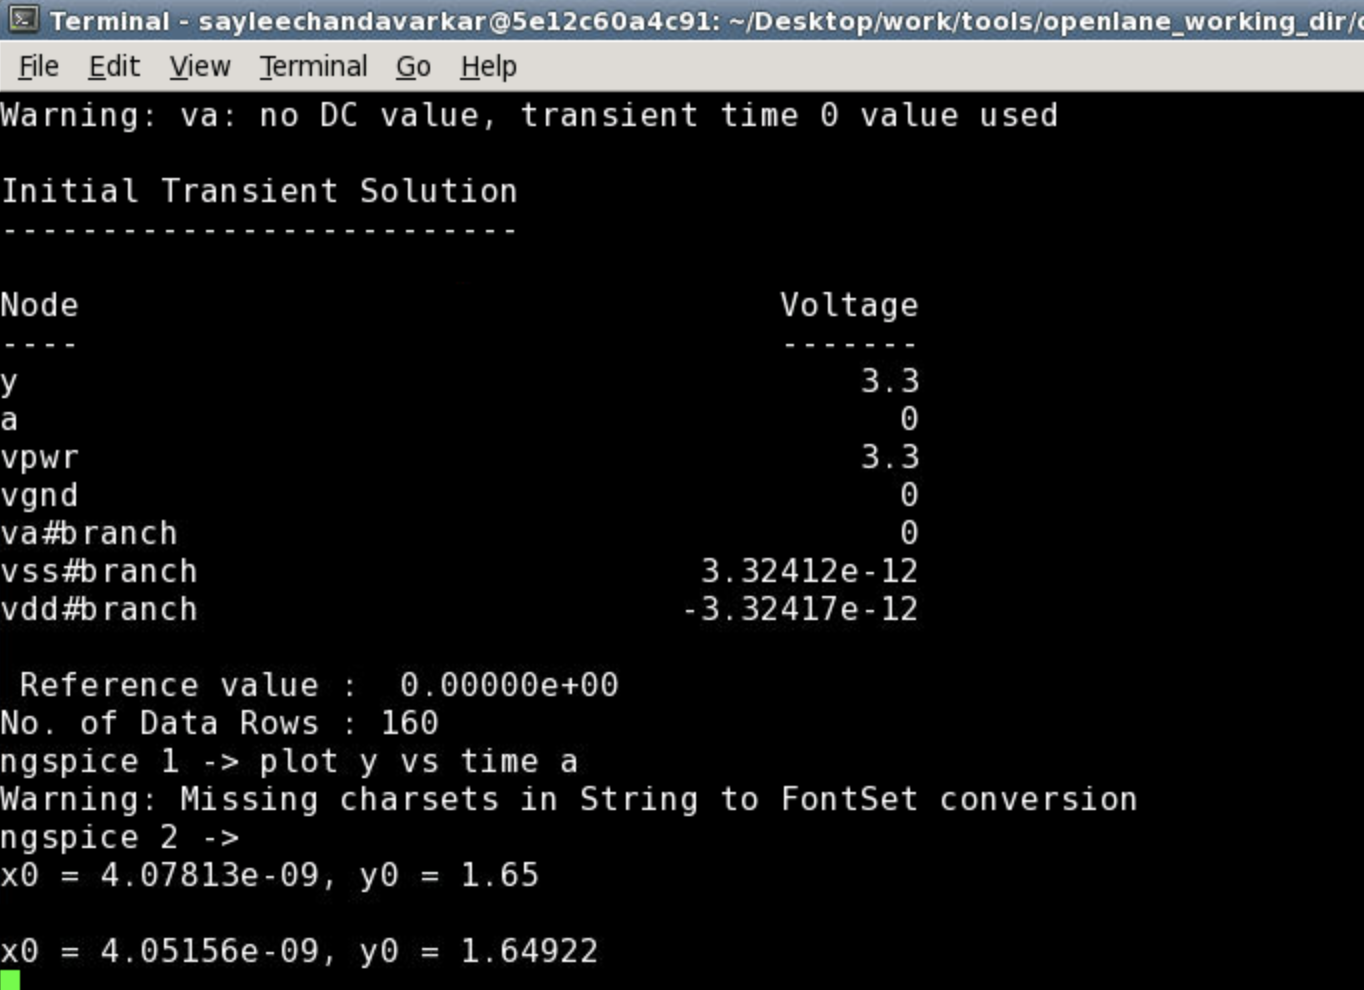 Terminal - sayleechandavarkar@5e12c60a4c91: ~/Desktop/work/tools/openlane_working_dir/
File Edit View Terminal Go Help
Warning: va: no DC value, transient time 0 value used
Initial Transient Solution
--------------------------
Node Voltage
---- -------
y 3.3
a 0
vpwr 3.3
vgnd 0
va#branch 0
vss#branch 3.32412e-12
vdd#branch -3.32417e-12
Reference value : 0.00000e+00
No. of Data Rows : 160
ngspice 1 -> plot y vs time a
Warning: Missing charsets in String to FontSet conversion
ngspice 2 ->
x0 = 4.07813e-09, y0 = 1.65
x0 = 4.05156e-09, y0 = 1.64922